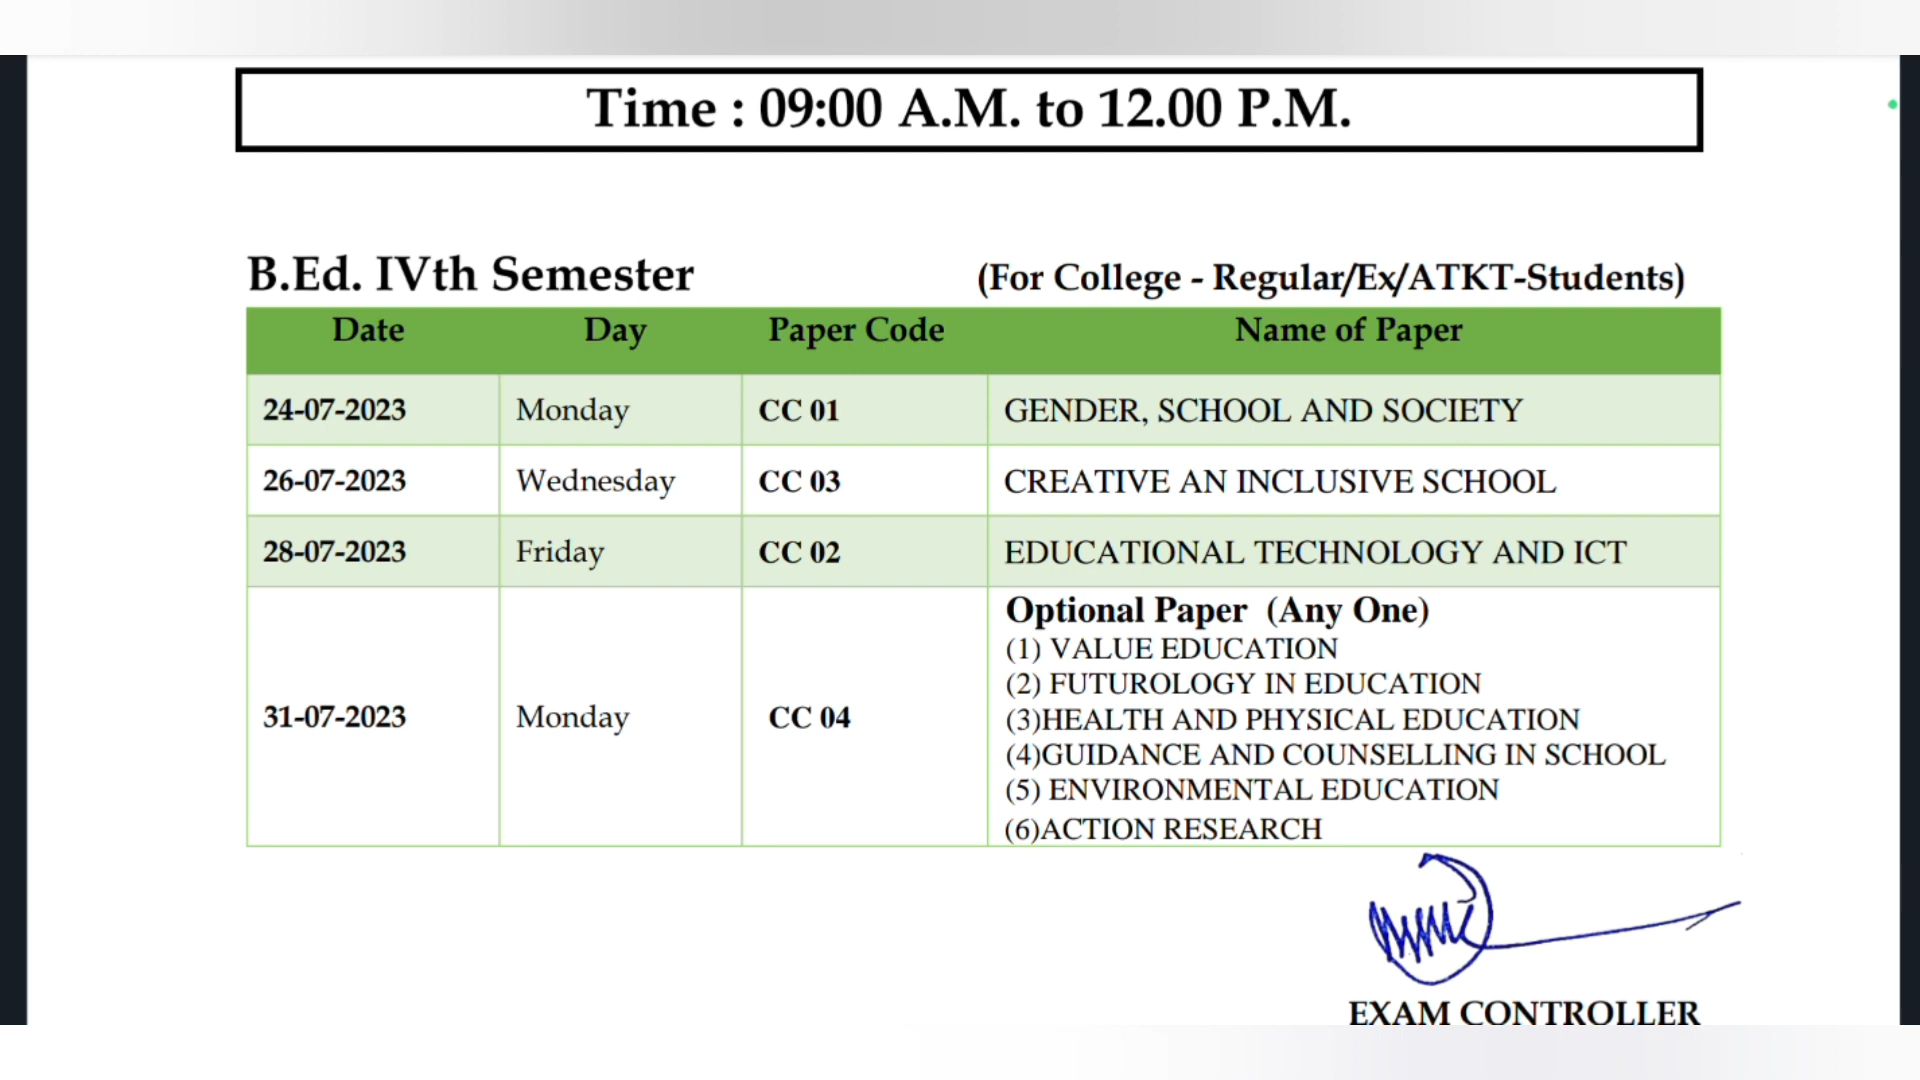 Time : 09:00 A.M. to 12.00 P.M.
B.Ed. IVth Semester (For College - Regular/Ex/ATKT-Students)
Date Day Paper Code Name of Paper
24-07-2023 Monday CC 01 GENDER, SCHOOL AND SOCIETY
26-07-2023 Wednesday CC 03 CREATIVE AN INCLUSIVE SCHOOL
28-07-2023 Friday CC 02 EDUCATIONAL TECHNOLOGY AND ICT
31-07-2023 Monday CC 04 Optional Paper (Any One)
(1) VALUE EDUCATION
(2) FUTUROLOGY IN EDUCATION
(3)HEALTH AND PHYSICAL EDUCATION
(4)GUIDANCE AND COUNSELLING IN SCHOOL
(5) ENVIRONMENTAL EDUCATION
(6)ACTION RESEARCH
EXAM CONTROLLER